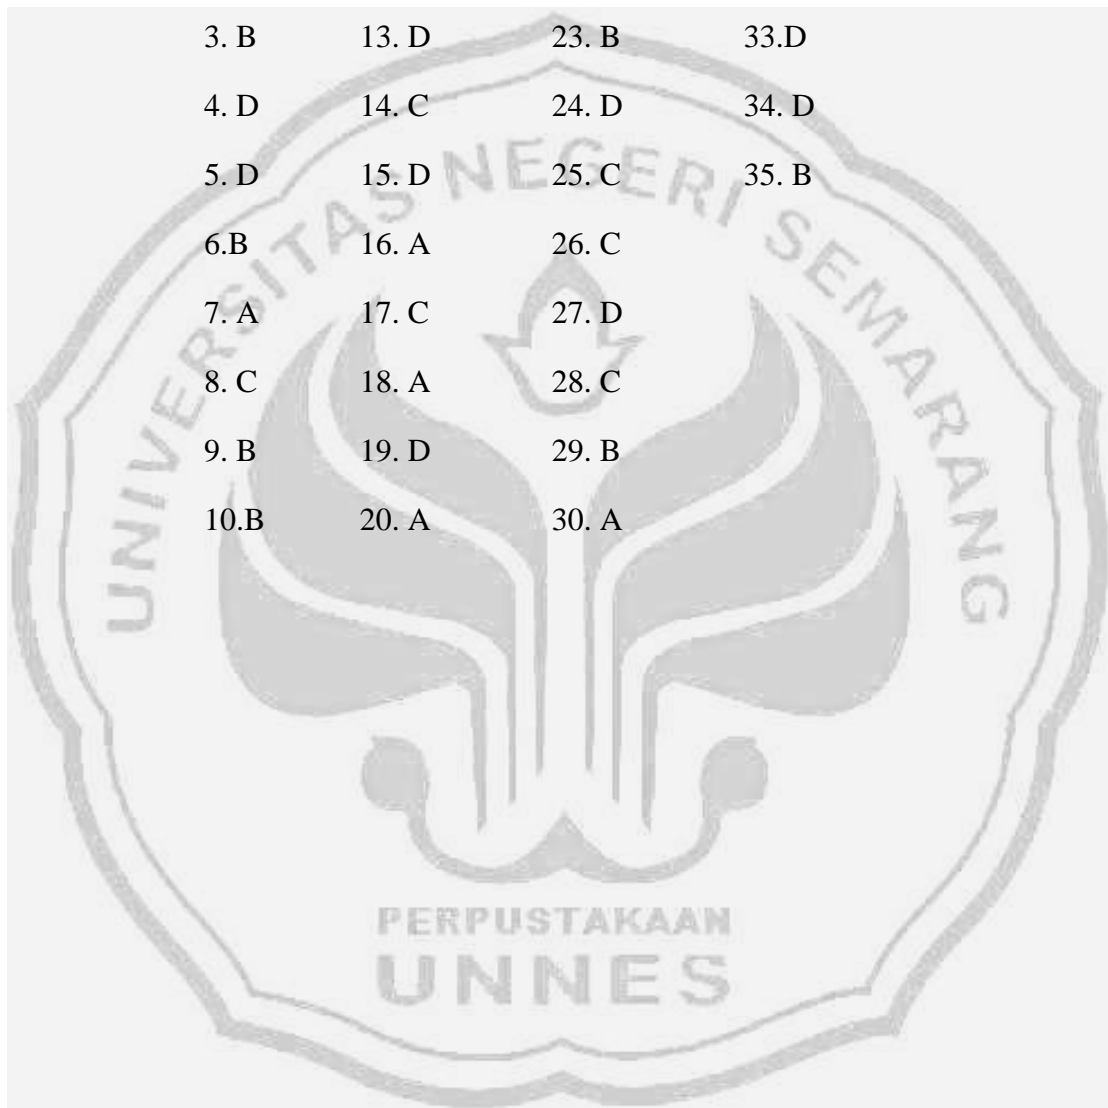 3. B 13. D 23. B 33.D
4. D 14. C 24. D 34. D
5. D 15. D 25. C 35. B
6.B 16. A 26. C
7. A 17. C 27. D
8. C 18. A 28. C
9. B 19. D 29. B
10.B 20. A 30. A
UNIVERSITAS NEGERI SEMARANG
PERPUSTAKAAN
UNNES